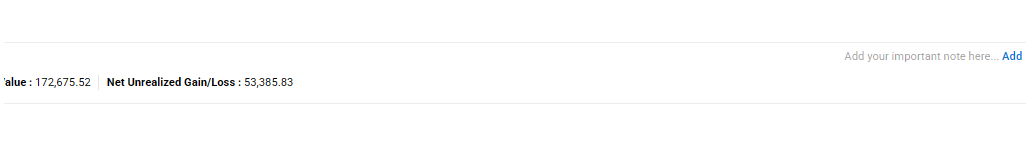 Add your important note here... Add
alue : 172,675.52 Net Unrealized Gain/Loss : 53,385.83